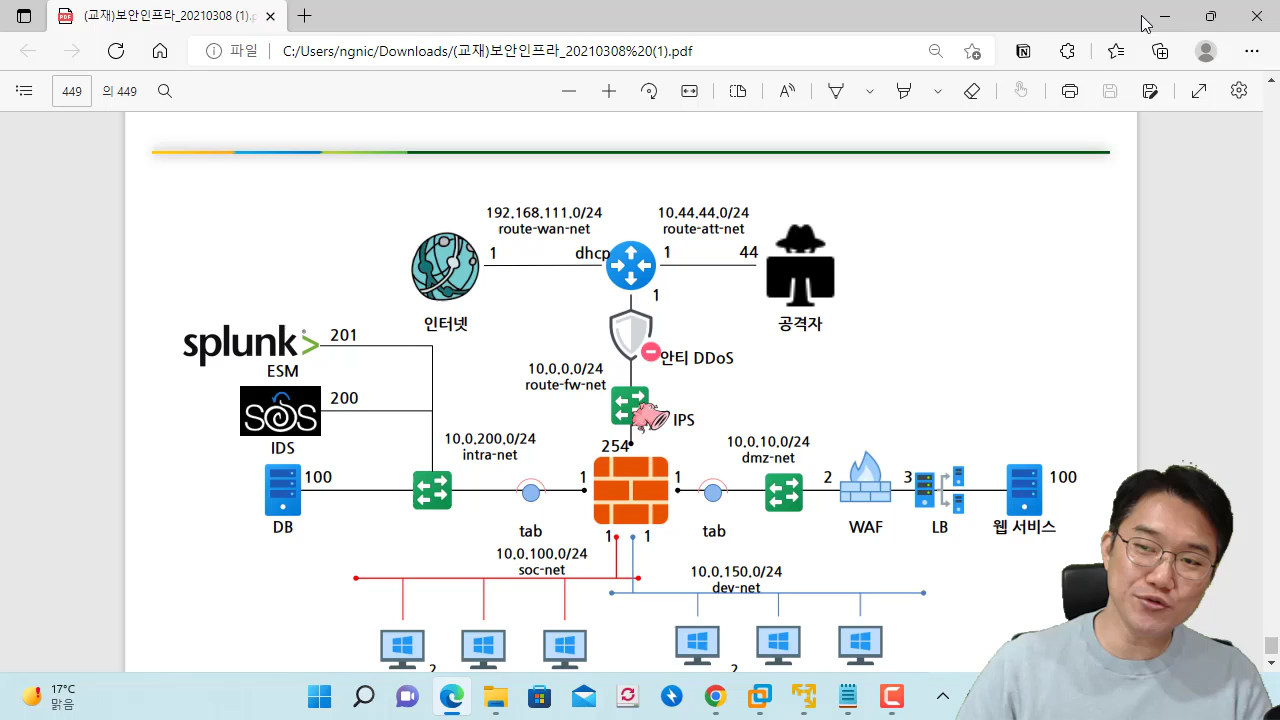 (교재)보안인프라_20210308 (1).p
파일
C:/Users/ngnic/Downloads/(교재)보안인프라_20210308%20(1).pdf
449
의 449
192.168.111.0/24
route-wan-net
10.44.44.0/24
route-att-net
1
dhcp
1
44
1
인터넷
공격자
splunk>
201
ESM
안티 DDoS
10.0.0.0/24
route-fw-net
SOS
200
IPS
IDS
10.0.200.0/24
intra-net
254
10.0.10.0/24
dmz-net
100
1
1
2
3
100
DB
tab
tab
WAF
LB
웹 서비스
1
1
10.0.100.0/24
soc-net
10.0.150.0/24
dev-net
2
2
17°C
맑음